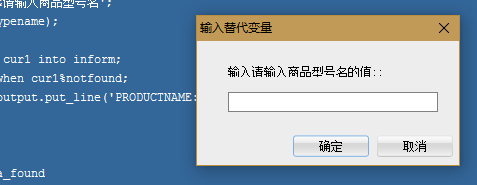 请输入商品型号名';
ypename);
cur1 into inform;
when cur1%notfound;
output.put_line('PRODUCTNAME:
a_found
输入替代变量
输入请输入商品型号名的值::
确定
取消